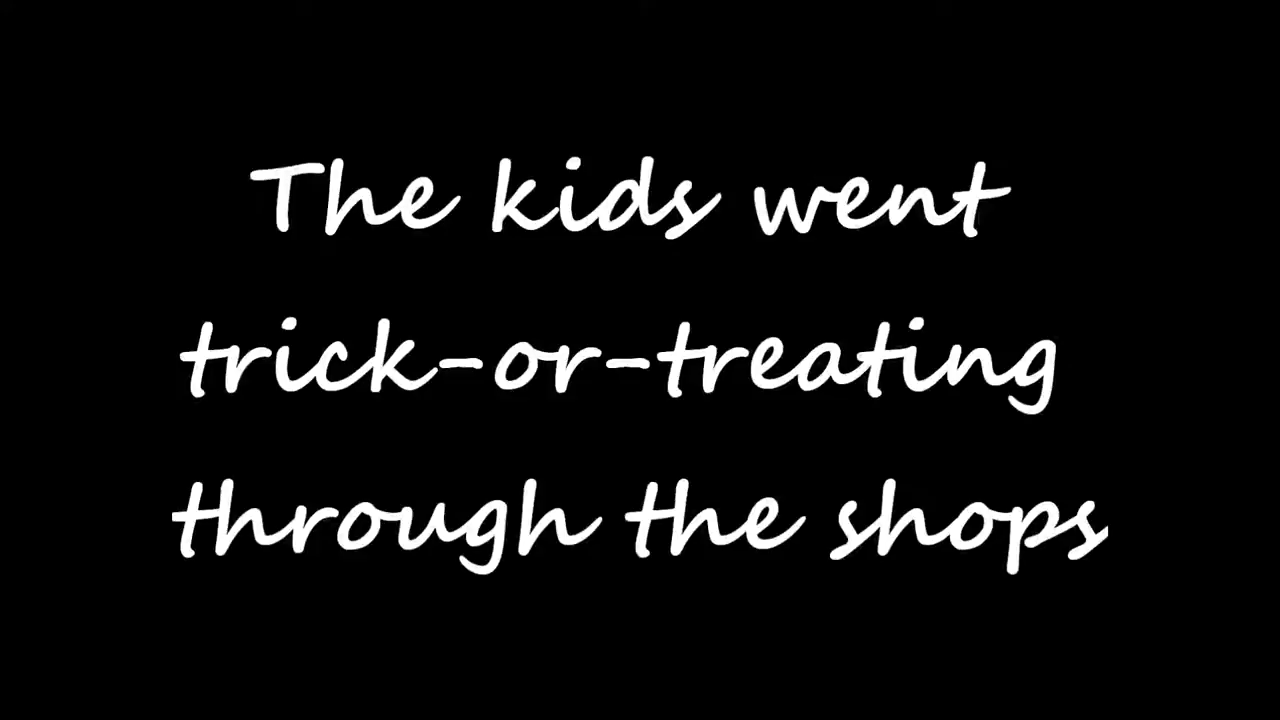 The kids went
trick-or-treating
through the shops